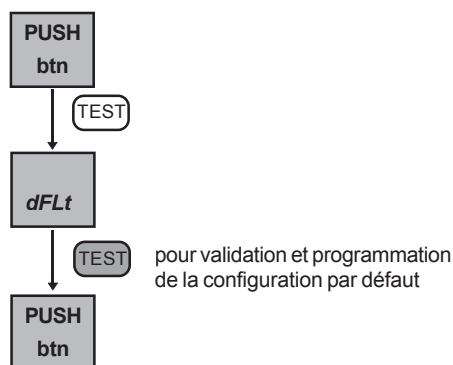 PUSH
btn
TEST
dFLt
TEST
pour validation et programmation
de la configuration par défaut
PUSH
btn